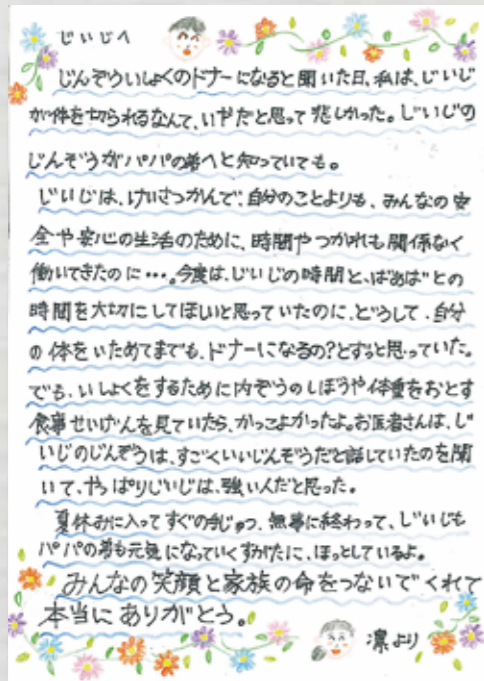 じいじへ
じんぞういしょくのドナーになると聞いた日、私は、じいじ
が体を切られるなんて、いやだと思って悲しかった。じいじの
じんぞうがパパの弟へと知っていても。
じいじは、けいさつかんで、自分のことよりも、みんなの安
全や安心の生活のために、時間やつかれも関係なく
働いてきたのに…。今度は、じいじの時間と、ばあばとの
時間を大切にしてほしいと思っていたのに、どうして、自分
の体をいためてまでも、ドナーになるの?とずっと思っていた。
でも、いしょくをするために内ぞうのしぼうや体重をおとす
食事せいげんを見ていたら、かっこよかったよ。お医者さんは、じ
いじのじんぞうは、すごくいいじんぞうだと話していたのを聞
いて、やっぱりじいじは、強い人だと思った。
夏休みに入ってすぐの手じゅつ、無事に終わって、じいじも
パパの弟も元気になっていくすがたに、ほっとしているよ。
みんなの笑顔と家族の命をつないでくれて
本当にありがとう。
凛より